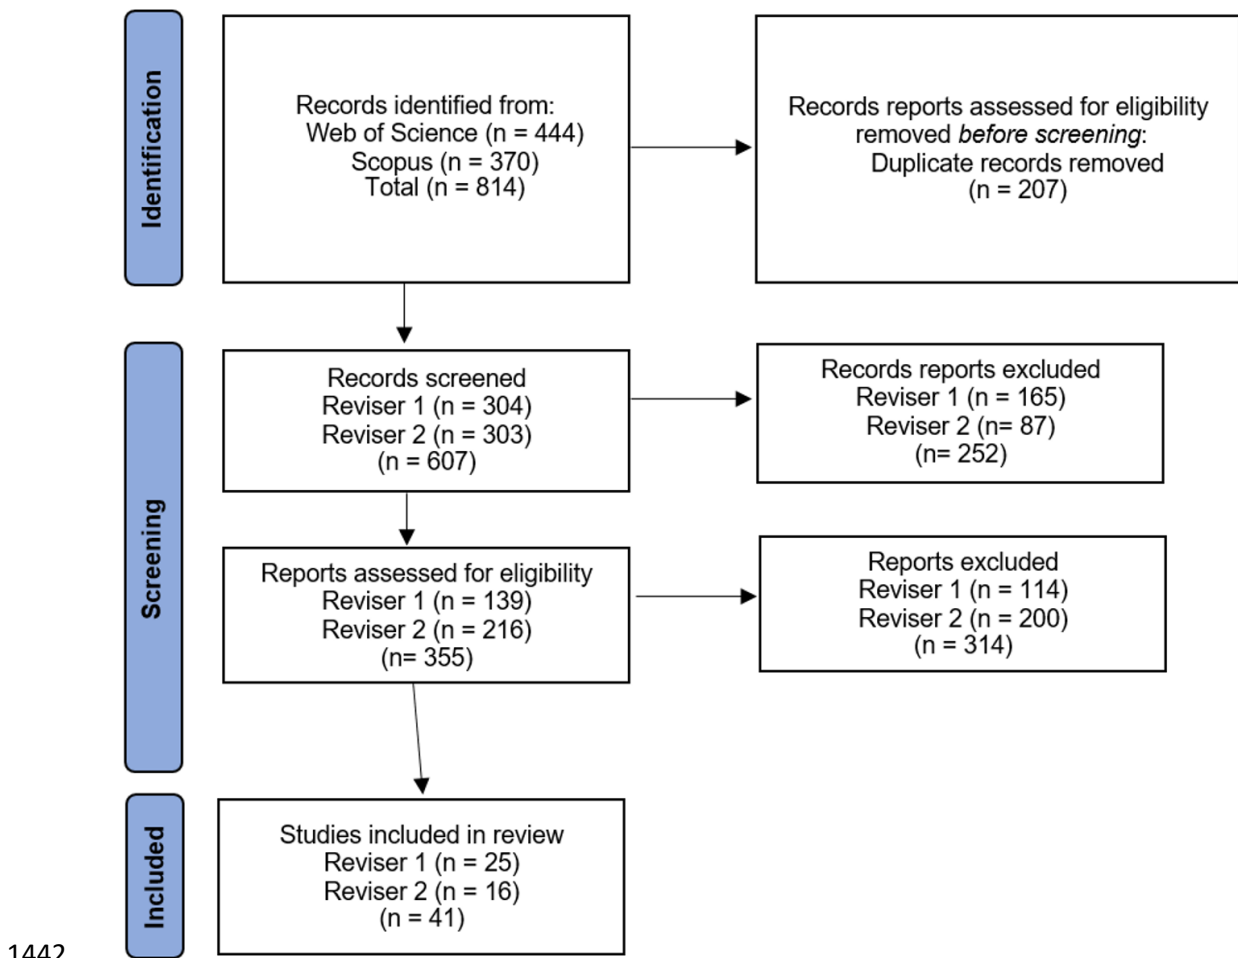 Identification
Records identified from:
Web of Science (n = 444)
Scopus (n = 370)
Total (n = 814)
Records reports assessed for eligibility
removed before screening:
Duplicate records removed
(n = 207)
Screening
Records screened
Reviser 1 (n = 304)
Reviser 2 (n = 303)
(n = 607)
Records reports excluded
Reviser 1 (n = 165)
Reviser 2 (n= 87)
(n= 252)
Reports assessed for eligibility
Reviser 1 (n = 139)
Reviser 2 (n = 216)
(n= 355)
Reports excluded
Reviser 1 (n = 114)
Reviser 2 (n = 200)
(n = 314)
Included
Studies included in review
Reviser 1 (n = 25)
Reviser 2 (n = 16)
(n = 41)
1442